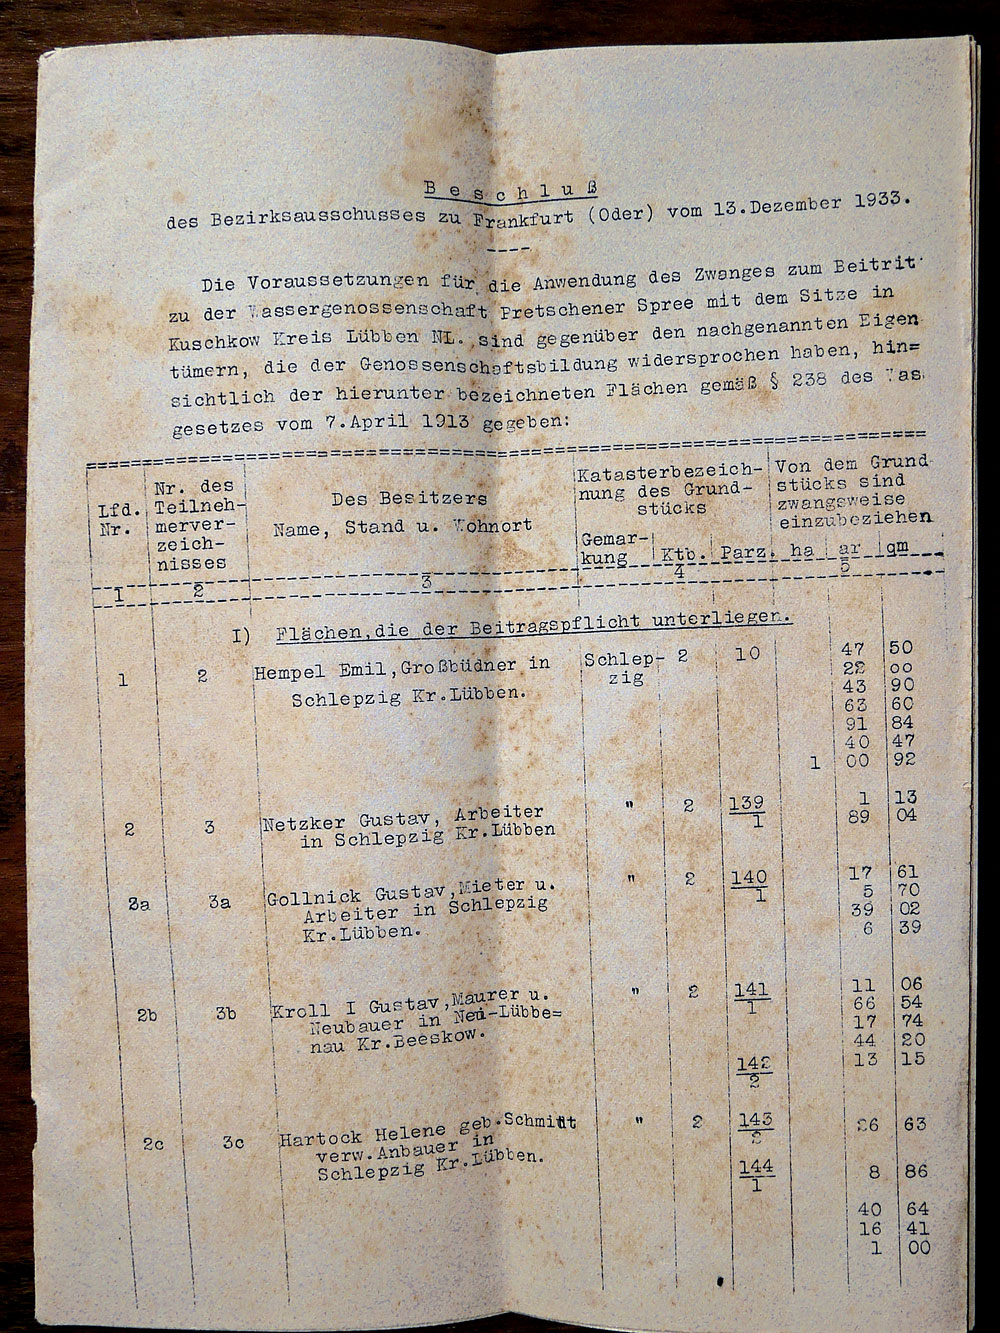 Beschluß
des Bezirksausschusses zu Frankfurt (Oder) vom 13.Dezember 1933.
Die Voraussetzungen für die Anwendung des Zwanges zum Beitrit
zu der Wassergenossenschaft Pretschener Spree mit dem Sitze in
Kuschkow Kreis Lübben NL. sind gegenüber den nachgenannten Eigen
tümern, die der Genossenschaftsbildung widersprochen haben, hin=
sichtlich der hierunter bezeichneten Flächen gemäß § 238 des Was
gesetzes vom 7.April 1913 gegeben:
Lfd. Nr. | Nr. des Teilneh- merver- zeich- nisses | Des Besitzers Name, Stand u. Wohnort | Katasterbezeich- nung des Grund- stücks | Von dem Grund stücks sind zwangsweise einzubeziehen
Gemar- kung | Ktb. | Parz. | ha | ar | qm
1 | 2 | 3 | 4 | 5
I) Flächen,die der Beitragspflicht unterliegen.
1 2 Hempel Emil,Großbüdner in Schlep- 2 10 47 50
Schlepzig Kr.Lübben. zig 22 00
43 90
63 60
91 84
40 47
1 00 92
2 3 Netzker Gustav, Arbeiter " 2 139/1 1 13
in Schlepzig Kr.Lübben 89 04
2a 3a Gollnick Gustav,Mieter u. " 2 140/1 17 61
Arbeiter in Schlepzig 5 70
Kr.Lübben. 39 02
6 39
2b 3b Kroll I Gustav,Maurer u. " 2 141/1 11 06
Neubauer in Neu-Lübbe= 66 54
nau Kr.Beeskow. 17 74
44 20
142/2 13 15
2c 3c Hartock Helene geb.Schmidt " 2 143/2 26 63
verw.Anbauer in
Schlepzig Kr.Lübben. 144/1 8 86
40 64
16 41
1 00